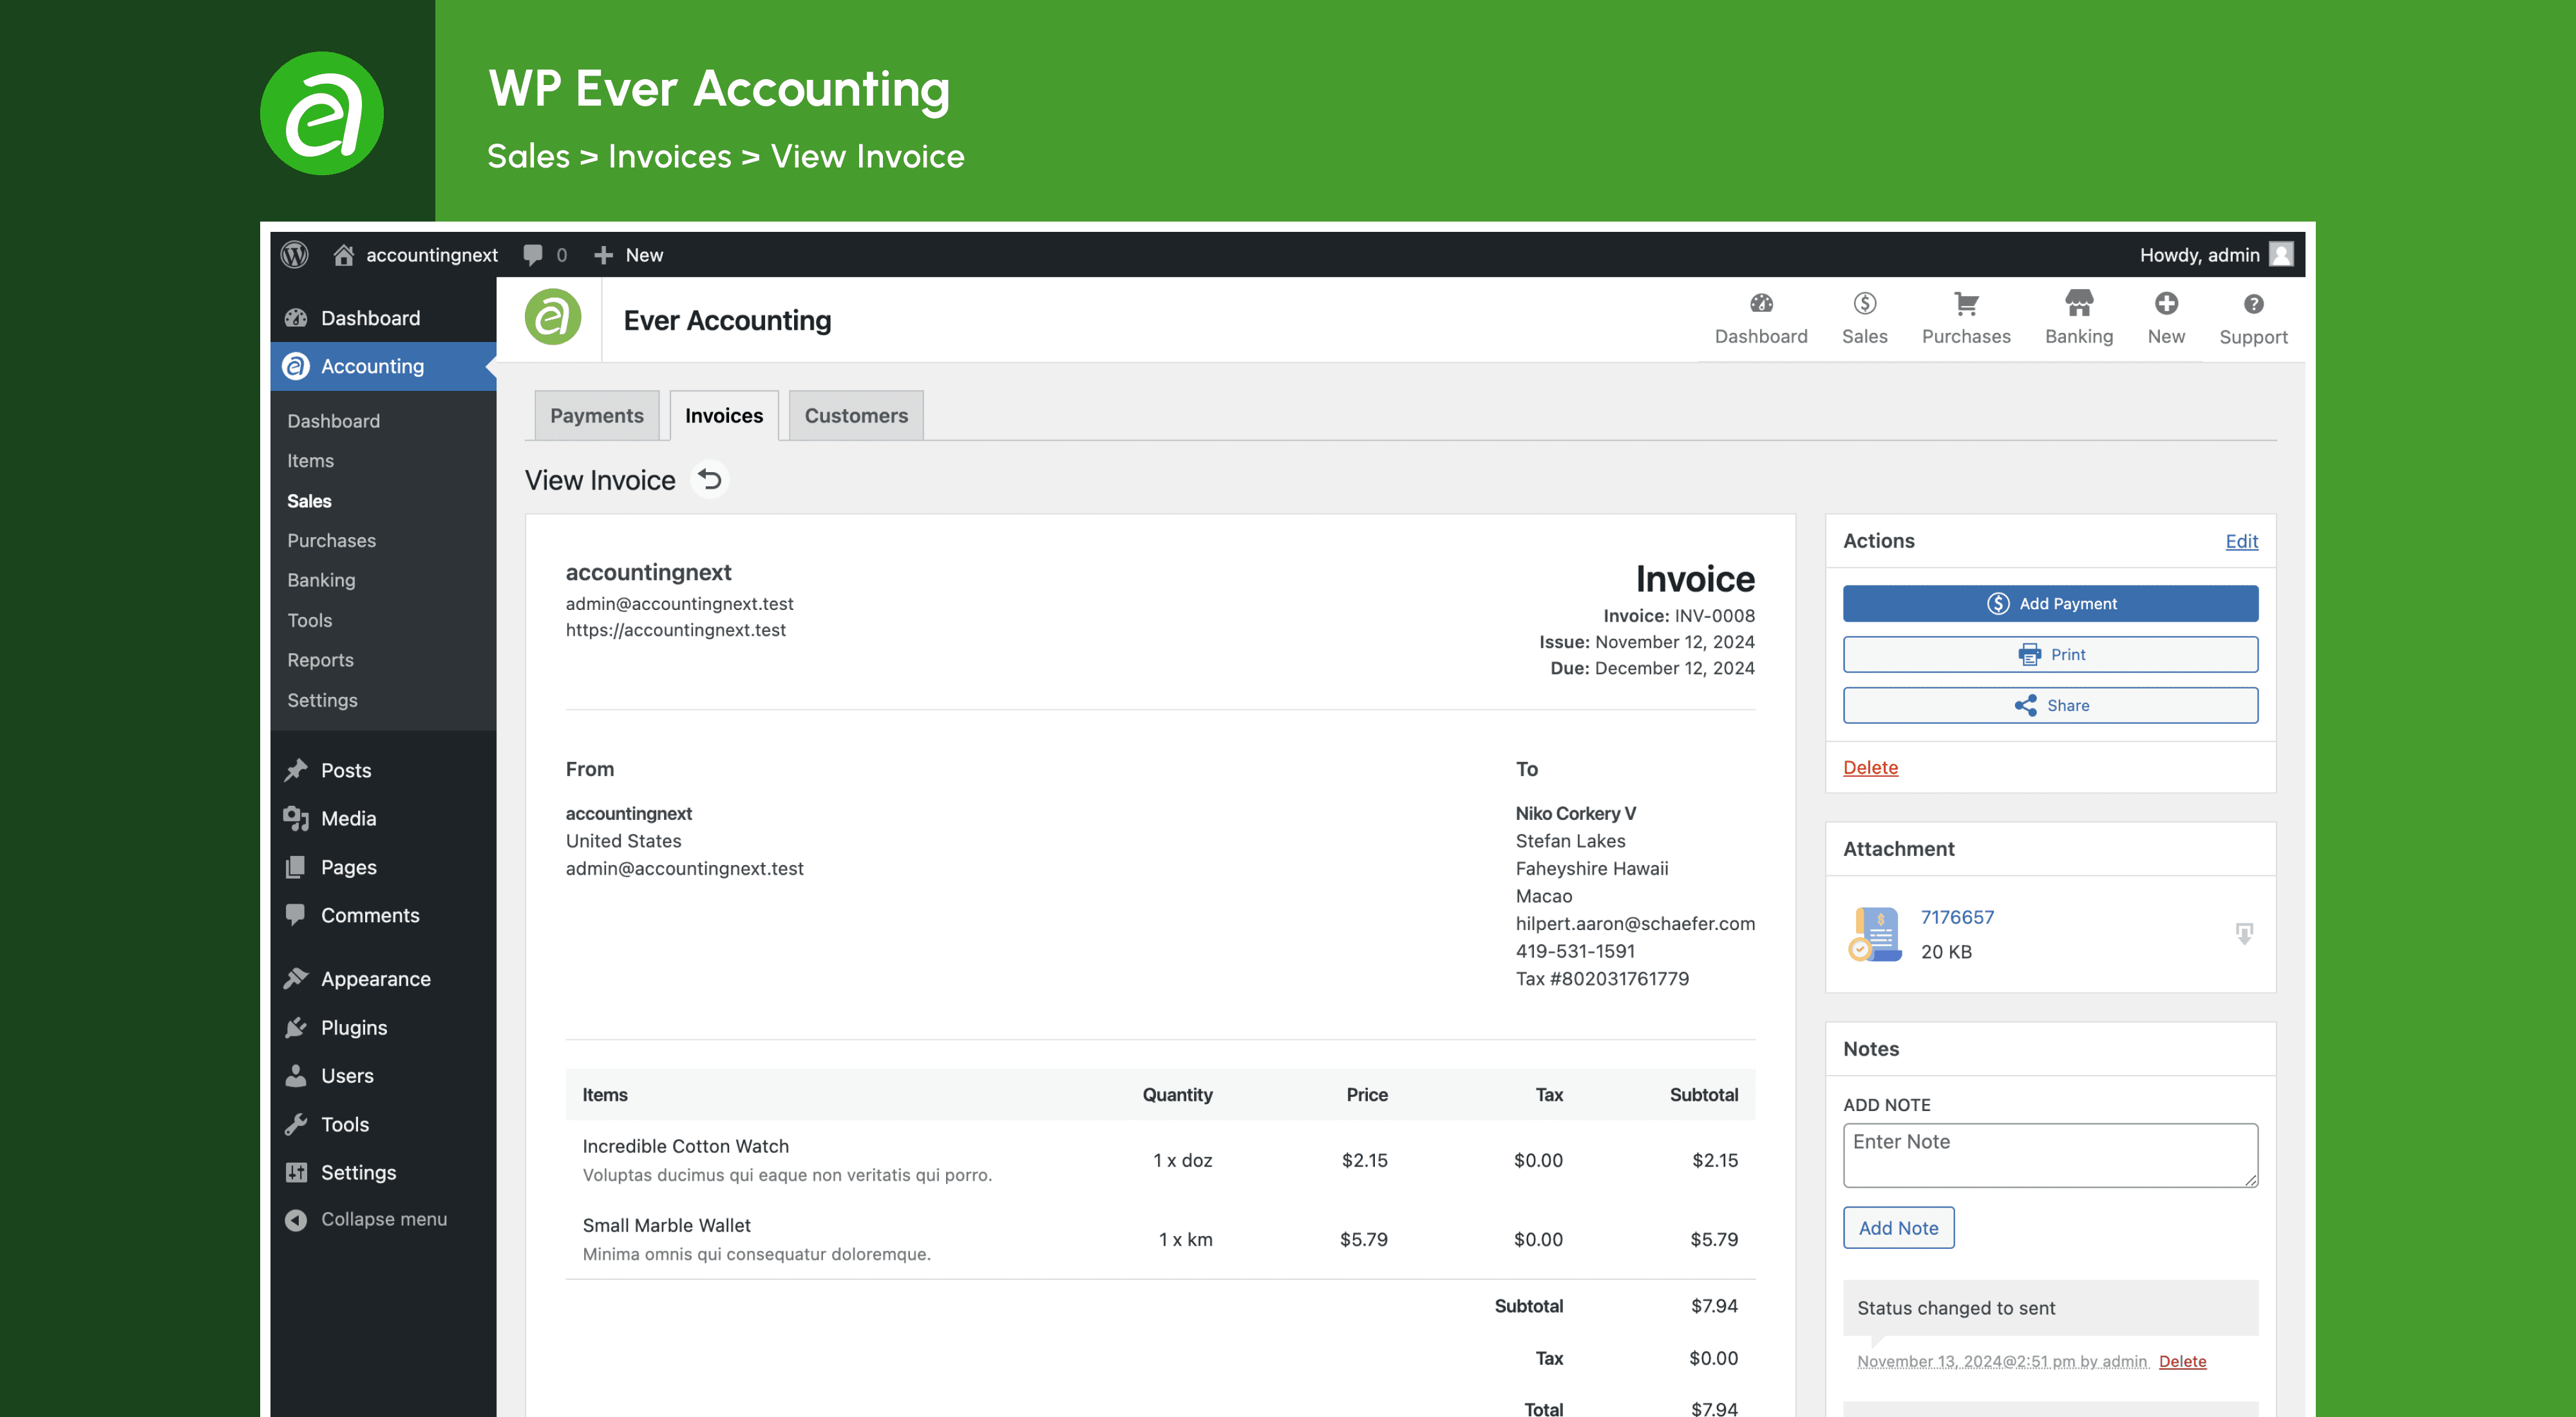 WP Ever Accounting
Sales > Invoices > View Invoice
accountingnext 0 New Howdy, admin
Dashboard
Accounting
Dashboard
Items
Sales
Purchases
Banking
Tools
Reports
Settings
Posts
Media
Pages
Comments
Appearance
Plugins
Users
Tools
Settings
Collapse menu
Ever Accounting
Dashboard Sales Purchases Banking New Support
Payments Invoices Customers
View Invoice
accountingnext
admin@accountingnext.test
https://accountingnext.test
Invoice
Invoice: INV-0008
Issue: November 12, 2024
Due: December 12, 2024
From
accountingnext
United States
admin@accountingnext.test
To
Niko Corkery V
Stefan Lakes
Faheyshire Hawaii
Macao
hilpert.aaron@schaefer.com
419-531-1591
Tax #802031761779
Items Quantity Price Tax Subtotal
Incredible Cotton Watch
Voluptas ducimus qui eaque non veritatis qui porro.
1 x doz $2.15 $0.00 $2.15
Small Marble Wallet
Minima omnis qui consequatur doloremque.
1 x km $5.79 $0.00 $5.79
Subtotal $7.94
Tax $0.00
Total $7.94
Actions Edit
Add Payment
Print
Share
Delete
Attachment
7176657
20 KB
Notes
ADD NOTE
Enter Note
Add Note
Status changed to sent
November 13, 2024@2:51 pm by admin Delete